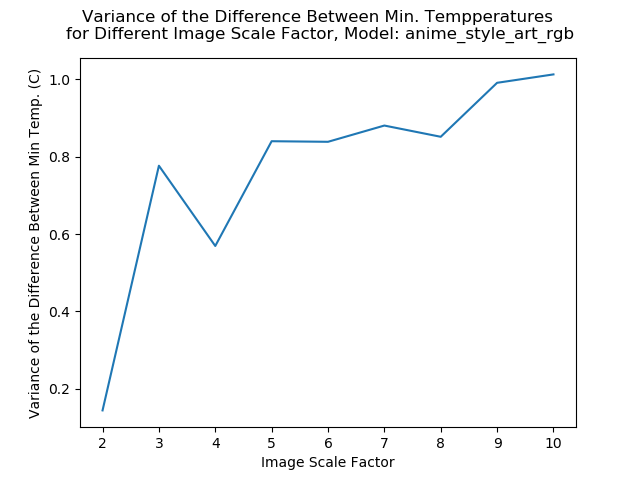 Variance of the Difference Between Min. Tempperatures
for Different Image Scale Factor, Model: anime_style_art_rgb
Variance of the Difference Between Min Temp. (C)
1.0
0.8
0.6
0.4
0.2
2 3 4 5 6 7 8 9 10
Image Scale Factor